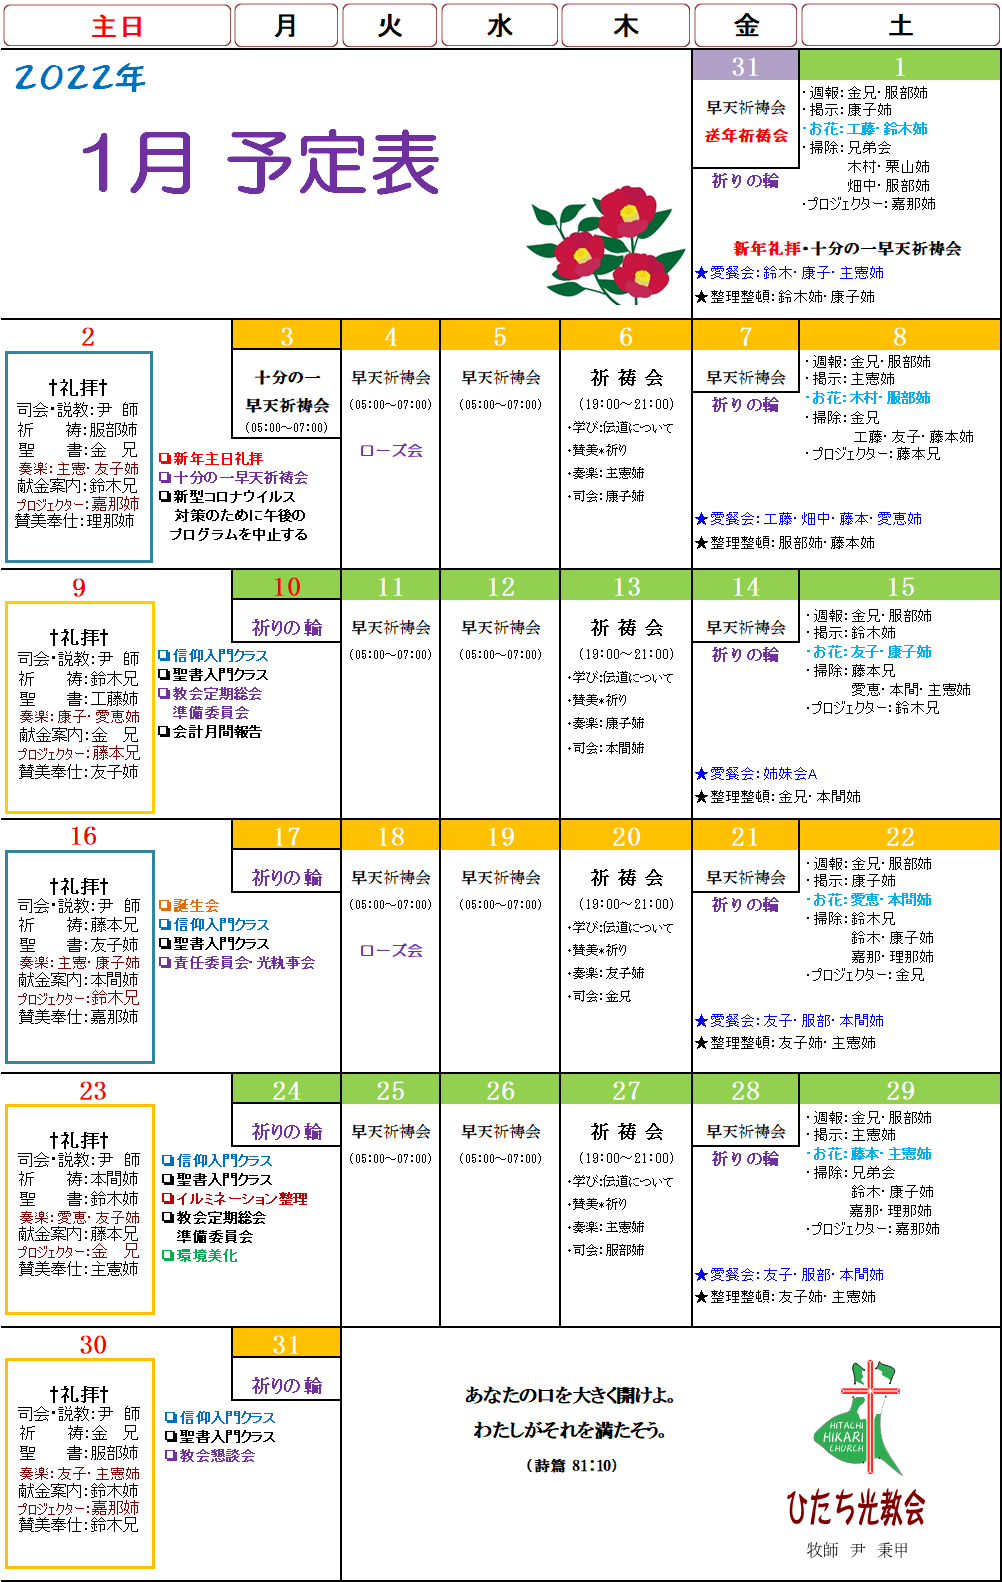 主日 月 火 水 木 金 土
2022年
1月 予定表
31
早天祈祷会
送年祈祷会
祈りの輪
1
・週報：金兄・服部姉
・掲示：康子姉
・お花：工藤・鈴木姉
・掃除：兄弟会
木村・栗山姉
畑中・服部姉
・プロジェクター：嘉那姉
新年礼拝・十分の一早天祈祷会
★愛餐会：鈴木・康子・主憲姉
★整理整頓：鈴木姉・康子姉
2
†礼拝†
司会・説教：尹 師
祈 祷：服部姉
聖 書：金 兄
奏楽：主憲・友子姉
献金案内：鈴木兄
プロジェクター：嘉那姉
賛美奉仕：理那姉
❏新年主日礼拝
❏十分の一早天祈祷会
❏新型コロナウイルス
対策のために午後の
プログラムを中止する
3
十分の一
早天祈祷会
(05:00～07:00)
4
早天祈祷会
(05:00～07:00)
ローズ会
5
早天祈祷会
(05:00～07:00)
6
祈 祷 会
(19:00～21:00)
・学び:伝道について
・賛美*祈り
・奏楽：主憲姉
・司会：康子姉
7
早天祈祷会
祈りの輪
8
・週報：金兄・服部姉
・掲示：主憲姉
・お花：木村・服部姉
・掃除：金兄
工藤・友子・藤本姉
・プロジェクター：藤本兄
★愛餐会：工藤・畑中・藤本・愛恵姉
★整理整頓：服部姉・藤本姉
9
†礼拝†
司会・説教：尹 師
祈 祷：鈴木兄
聖 書：工藤姉
奏楽：康子・愛恵姉
献金案内：金 兄
プロジェクター：藤本兄
賛美奉仕：友子姉
❏信仰入門クラス
❏聖書入門クラス
❏教会定期総会
準備委員会
❏会計月間報告
10
祈りの輪
11
早天祈祷会
(05:00～07:00)
12
早天祈祷会
(05:00～07:00)
13
祈 祷 会
(19:00～21:00)
・学び:伝道について
・賛美*祈り
・奏楽：康子姉
・司会：本間姉
14
早天祈祷会
祈りの輪
15
・週報：金兄・服部姉
・掲示：鈴木姉
・お花：友子・康子姉
・掃除：藤本兄
愛恵・本間・主憲姉
・プロジェクター：鈴木兄
★愛餐会：姉妹会A
★整理整頓：金兄・本間姉
16
†礼拝†
司会・説教：尹 師
祈 祷：藤本兄
聖 書：友子姉
奏楽：主憲・康子姉
献金案内：本間姉
プロジェクター：鈴木兄
賛美奉仕：嘉那姉
❏誕生会
❏信仰入門クラス
❏聖書入門クラス
❏責任委員会・光執事会
17
祈りの輪
18
早天祈祷会
(05:00～07:00)
ローズ会
19
早天祈祷会
(05:00～07:00)
20
祈 祷 会
(19:00～21:00)
・学び:伝道について
・賛美*祈り
・奏楽：友子姉
・司会：金兄
21
早天祈祷会
祈りの輪
22
・週報：金兄・服部姉
・掲示：康子姉
・お花：愛恵・本間姉
・掃除：鈴木兄
鈴木・康子姉
嘉那・理那姉
・プロジェクター：金兄
★愛餐会：友子・服部・本間姉
★整理整頓：友子姉・主憲姉
23
†礼拝†
司会・説教：尹 師
祈 祷：本間姉
聖 書：鈴木姉
奏楽：愛恵・友子姉
献金案内：藤本兄
プロジェクター：金 兄
賛美奉仕：主憲姉
❏信仰入門クラス
❏聖書入門クラス
❏イルミネーション整理
❏教会定期総会
準備委員会
❏環境美化
24
祈りの輪
25
早天祈祷会
(05:00～07:00)
26
早天祈祷会
(05:00～07:00)
27
祈 祷 会
(19:00～21:00)
・学び:伝道について
・賛美*祈り
・奏楽：主憲姉
・司会：服部姉
28
早天祈祷会
祈りの輪
29
・週報：金兄・服部姉
・掲示：主憲姉
・お花：藤本・主憲姉
・掃除：兄弟会
鈴木・康子姉
嘉那・理那姉
・プロジェクター：嘉那姉
★愛餐会：友子・服部・本間姉
★整理整頓：友子姉・主憲姉
30
†礼拝†
司会・説教：尹 師
祈 祷：金 兄
聖 書：服部姉
奏楽：友子・主憲姉
献金案内：鈴木姉
プロジェクター：嘉那姉
賛美奉仕：鈴木兄
❏信仰入門クラス
❏聖書入門クラス
❏教会懇談会
31
祈りの輪
あなたの口を大きく開けよ。
わたしがそれを満たそう。
（詩篇 81：10）
HITACHI
HIKARI
CHURCH
ひたち光教会
牧師 尹 秉甲